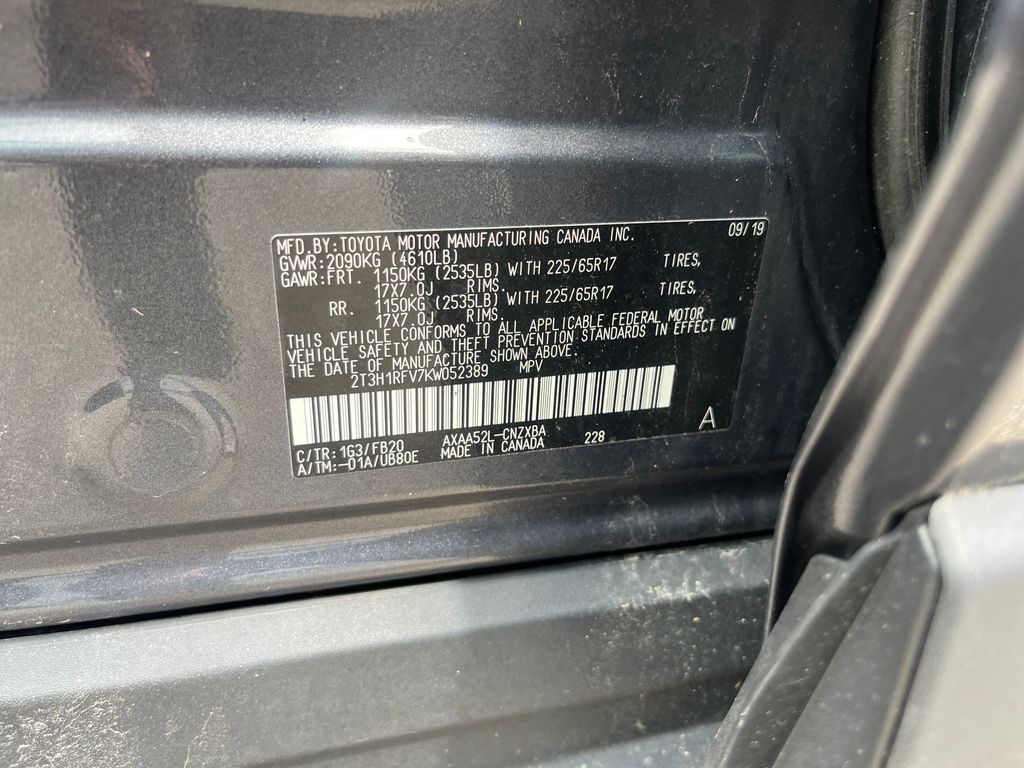 MFD.BY:TOYOTA MOTOR MANUFACTURING CANADA INC. 09/19
GVWR:2090KG (4610LB)
GAWR:FRT. 1150KG (2535LB) WITH 225/65R17 TIRES,
17X7.0J RIMS.
RR. 1150KG (2535LB) WITH 225/65R17 TIRES,
17X7.0J RIMS.
THIS VEHICLE CONFORMS TO ALL APPLICABLE FEDERAL MOTOR
VEHICLE SAFETY AND THEFT PREVENTION STANDARDS IN EFFECT ON
THE DATE OF MANUFACTURE SHOWN ABOVE.
2T3H1RFV7KW052389 MPV
C/TR:1G3/FB20 AXAA52L-CNZXBA 228 A
A/TM:-01A/UB80E MADE IN CANADA